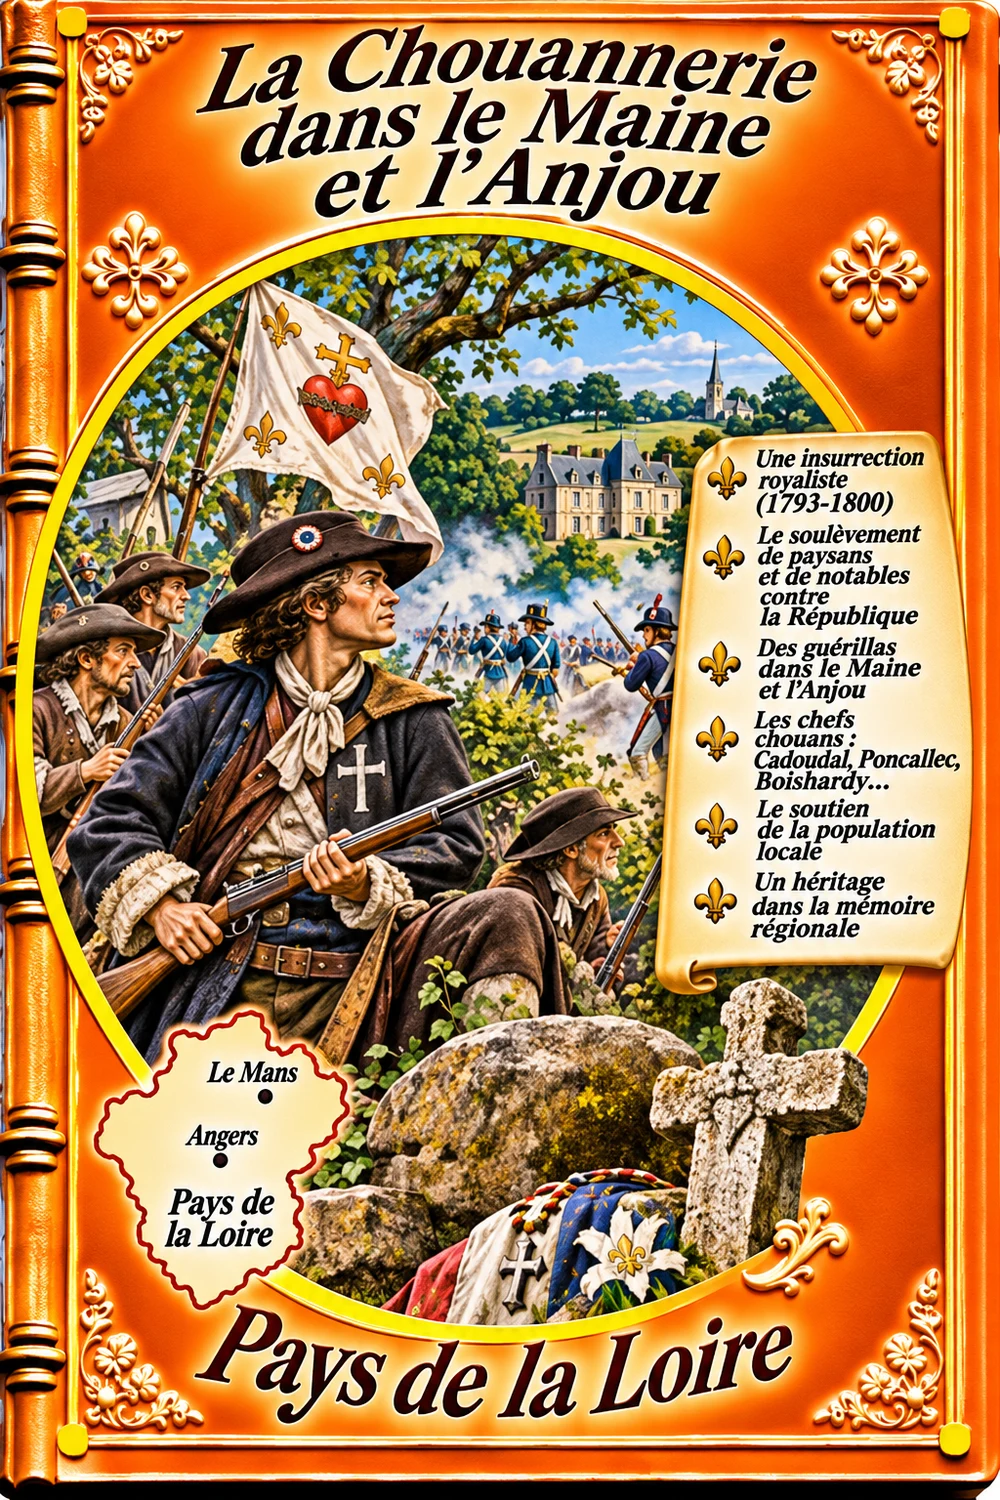 La Chouannerie
dans le Maine
et l'Anjou
Une insurrection
royaliste
(1793-1800)
Le soulèvement
de paysans
et de notables
contre
la République
Des guérillas
dans le Maine
et l'Anjou
Les chefs
chouans :
Cadoudal, Poncallec,
Boishardy...
Le soutien
de la population
locale
Un héritage
dans la mémoire
régionale
Le Mans
Angers
Pays de
la Loire
Pays de la Loire